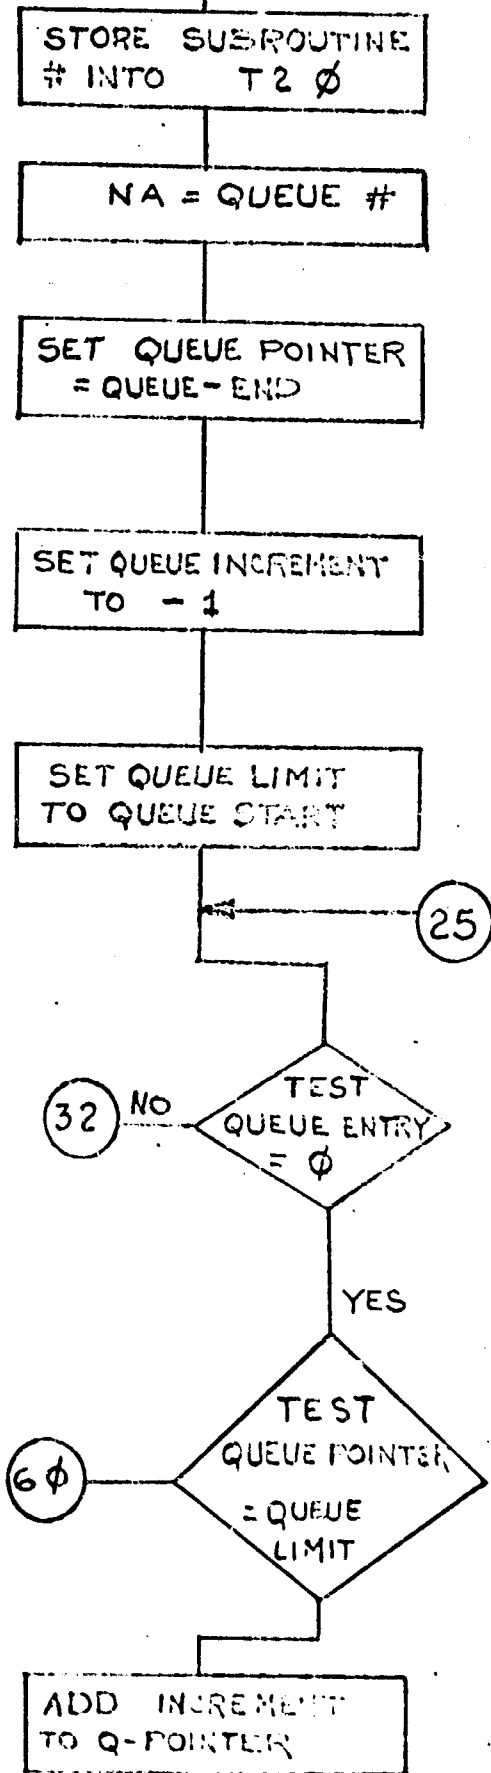 STORE SUBROUTINE
# INTO T2 Ø
NA = QUEUE #
SET QUEUE POINTER
= QUEUE-END
SET QUEUE INCREMENT
TO - 1
SET QUEUE LIMIT
TO QUEUE START
25
TEST
QUEUE ENTRY
= Ø
32
NO
YES
TEST
QUEUE POINTER
= QUEUE
LIMIT
6Ø
ADD INCREMENT
TO Q-POINTER